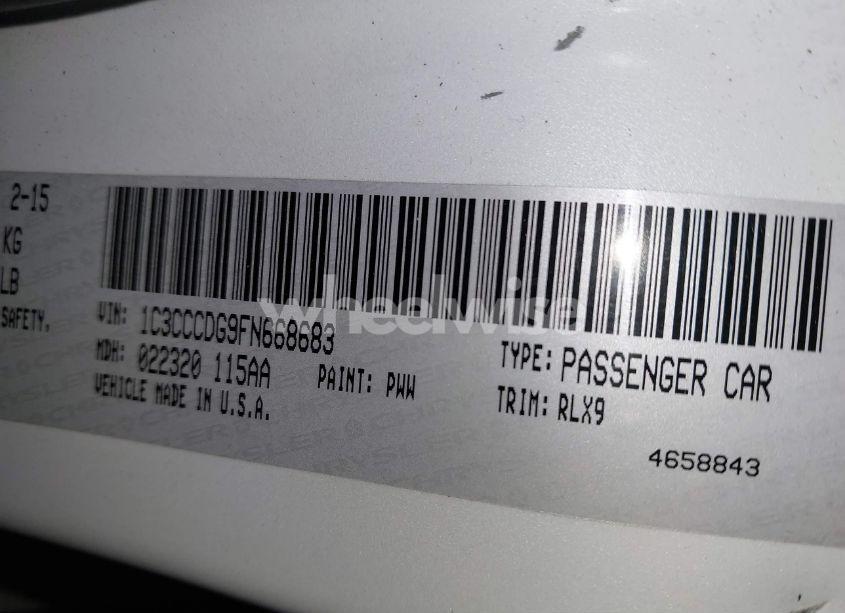 2-15
KG
LB
SAFETY.
VIN: 1C3CCCDG9FN668683
MDH: 022320 115AA
PAINT: PWW
VEHICLE MADE IN U.S.A.
TYPE: PASSENGER CAR
TRIM: RLX9
4658843
wheelwise